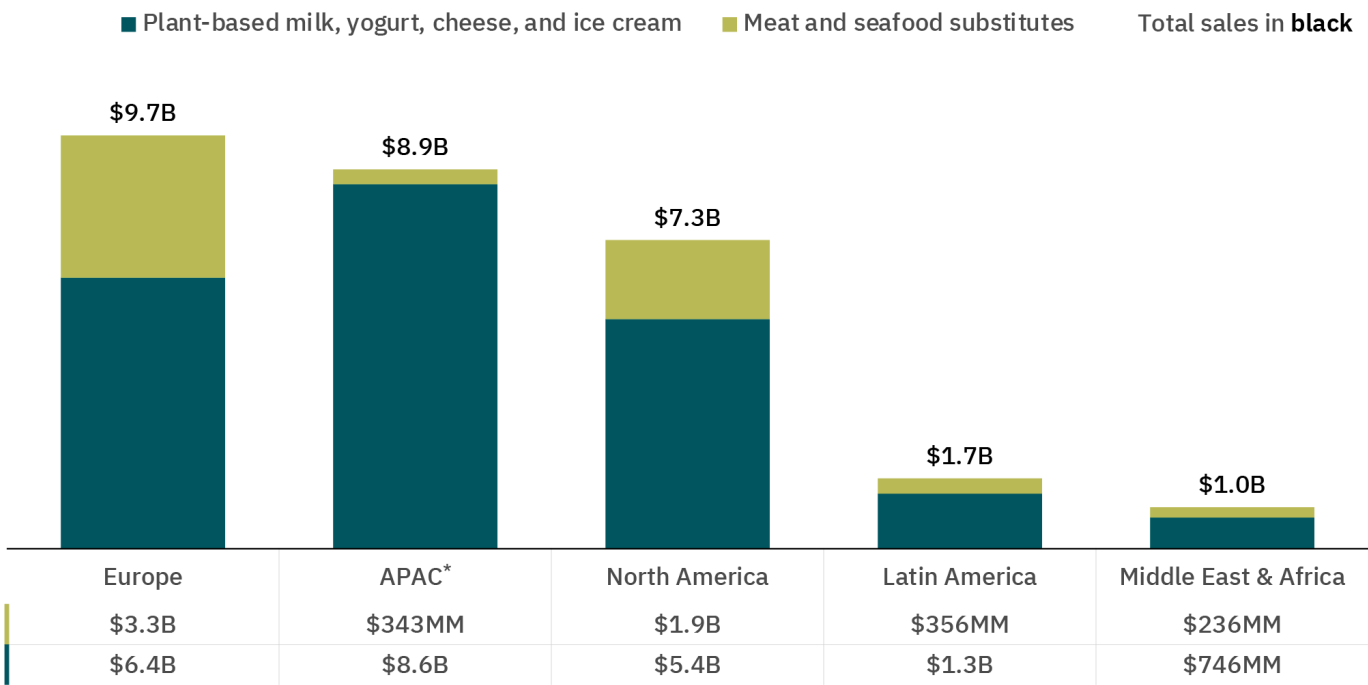 Plant-based milk, yogurt, cheese, and ice cream Meat and seafood substitutes Total sales in black
$9.7B
$8.9B
$7.3B
$1.7B
$1.0B
Europe APAC* North America Latin America Middle East & Africa
$3.3B $343MM $1.9B $356MM $236MM
$6.4B $8.6B $5.4B $1.3B $746MM